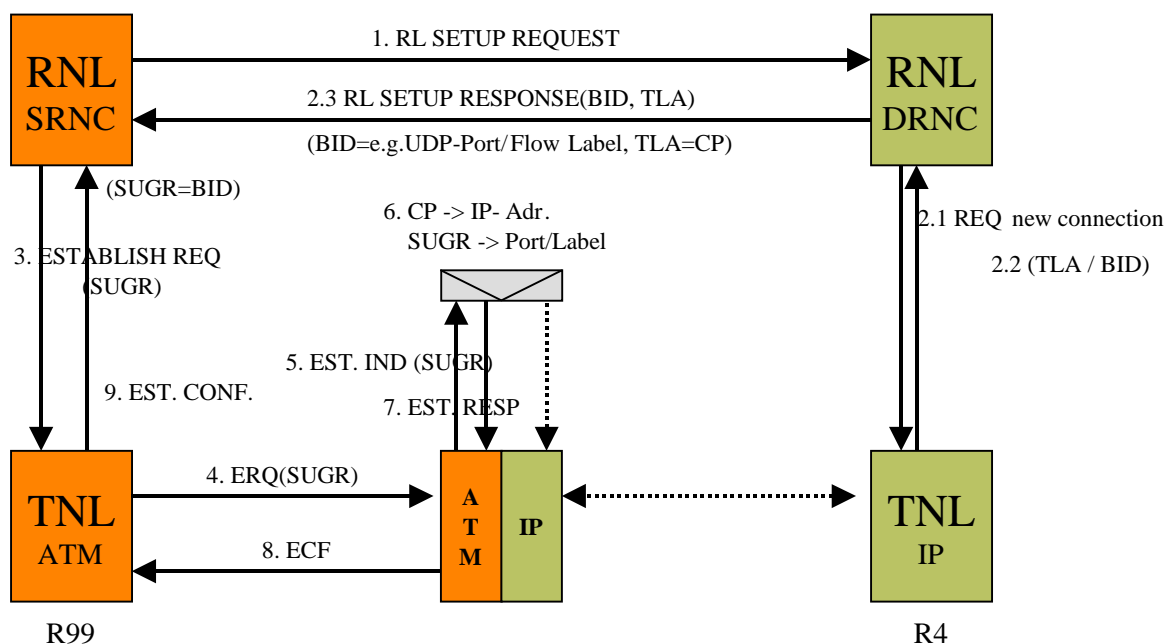 1. RL SETUP REQUEST
RNL
SRNC
RNL
DRNC
2.3 RL SETUP RESPONSE(BID, TLA)
(BID=e.g.UDP-Port/Flow Label, TLA=CP)
(SUGR=BID)
6. CP -> IP- Adr.
SUGR -> Port/Label
2.1 REQ new connection
2.2 (TLA / BID)
3. ESTABLISH REQ
(SUGR)
5. EST. IND (SUGR)
9. EST. CONF.
7. EST. RESP
4. ERQ(SUGR)
TNL
ATM
A
T
M
IP
TNL
IP
8. ECF
R99
R4